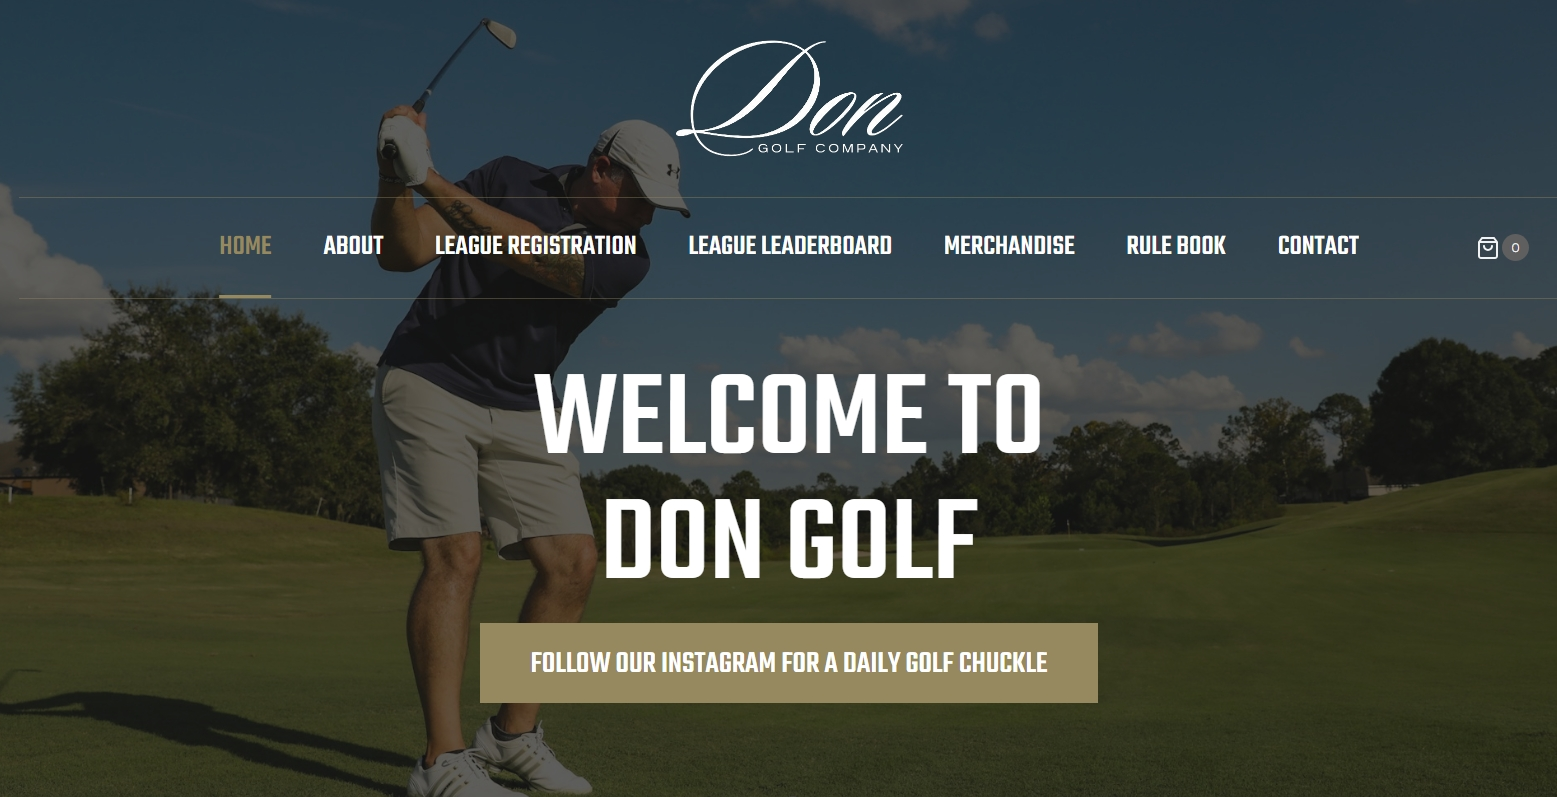 Don
GOLF COMPANY
HOME ABOUT LEAGUE REGISTRATION LEAGUE LEADERBOARD MERCHANDISE RULE BOOK CONTACT 0
WELCOME TO
DON GOLF
FOLLOW OUR INSTAGRAM FOR A DAILY GOLF CHUCKLE